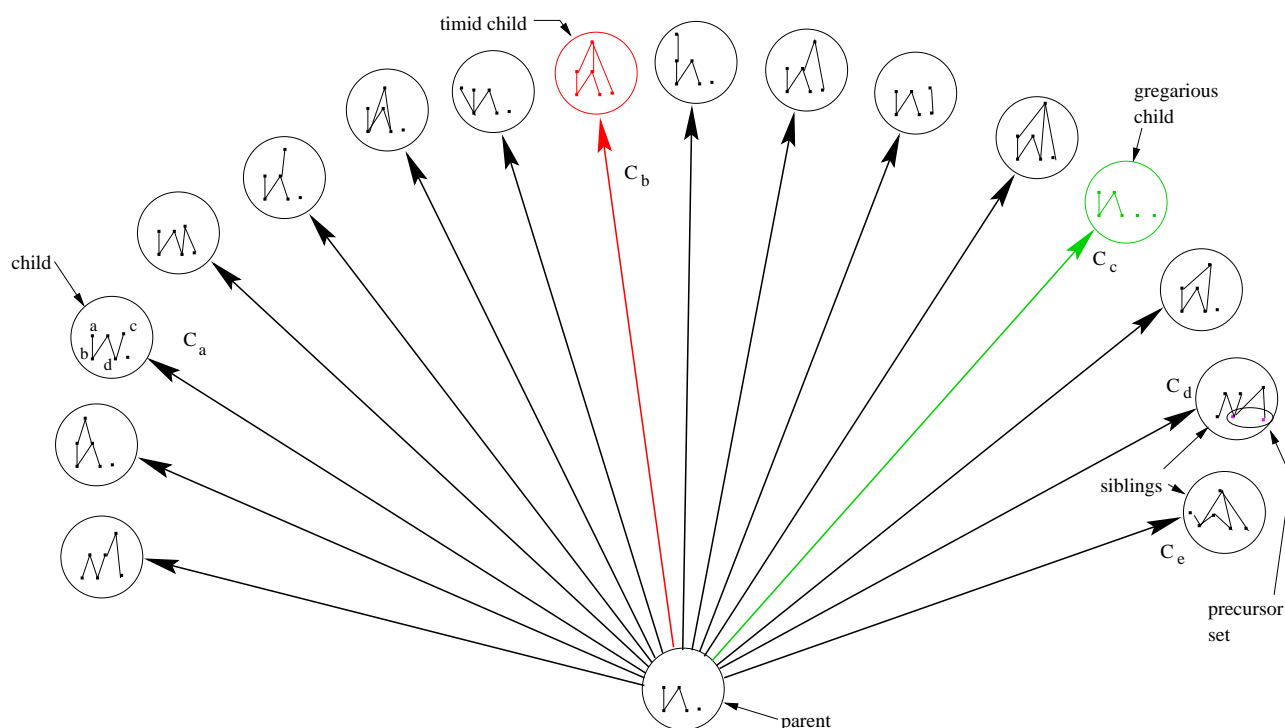 timid child
C b
gregarious
child
C c
child
a
c
b
d
C a
C d
siblings
C e
precursor
set
parent